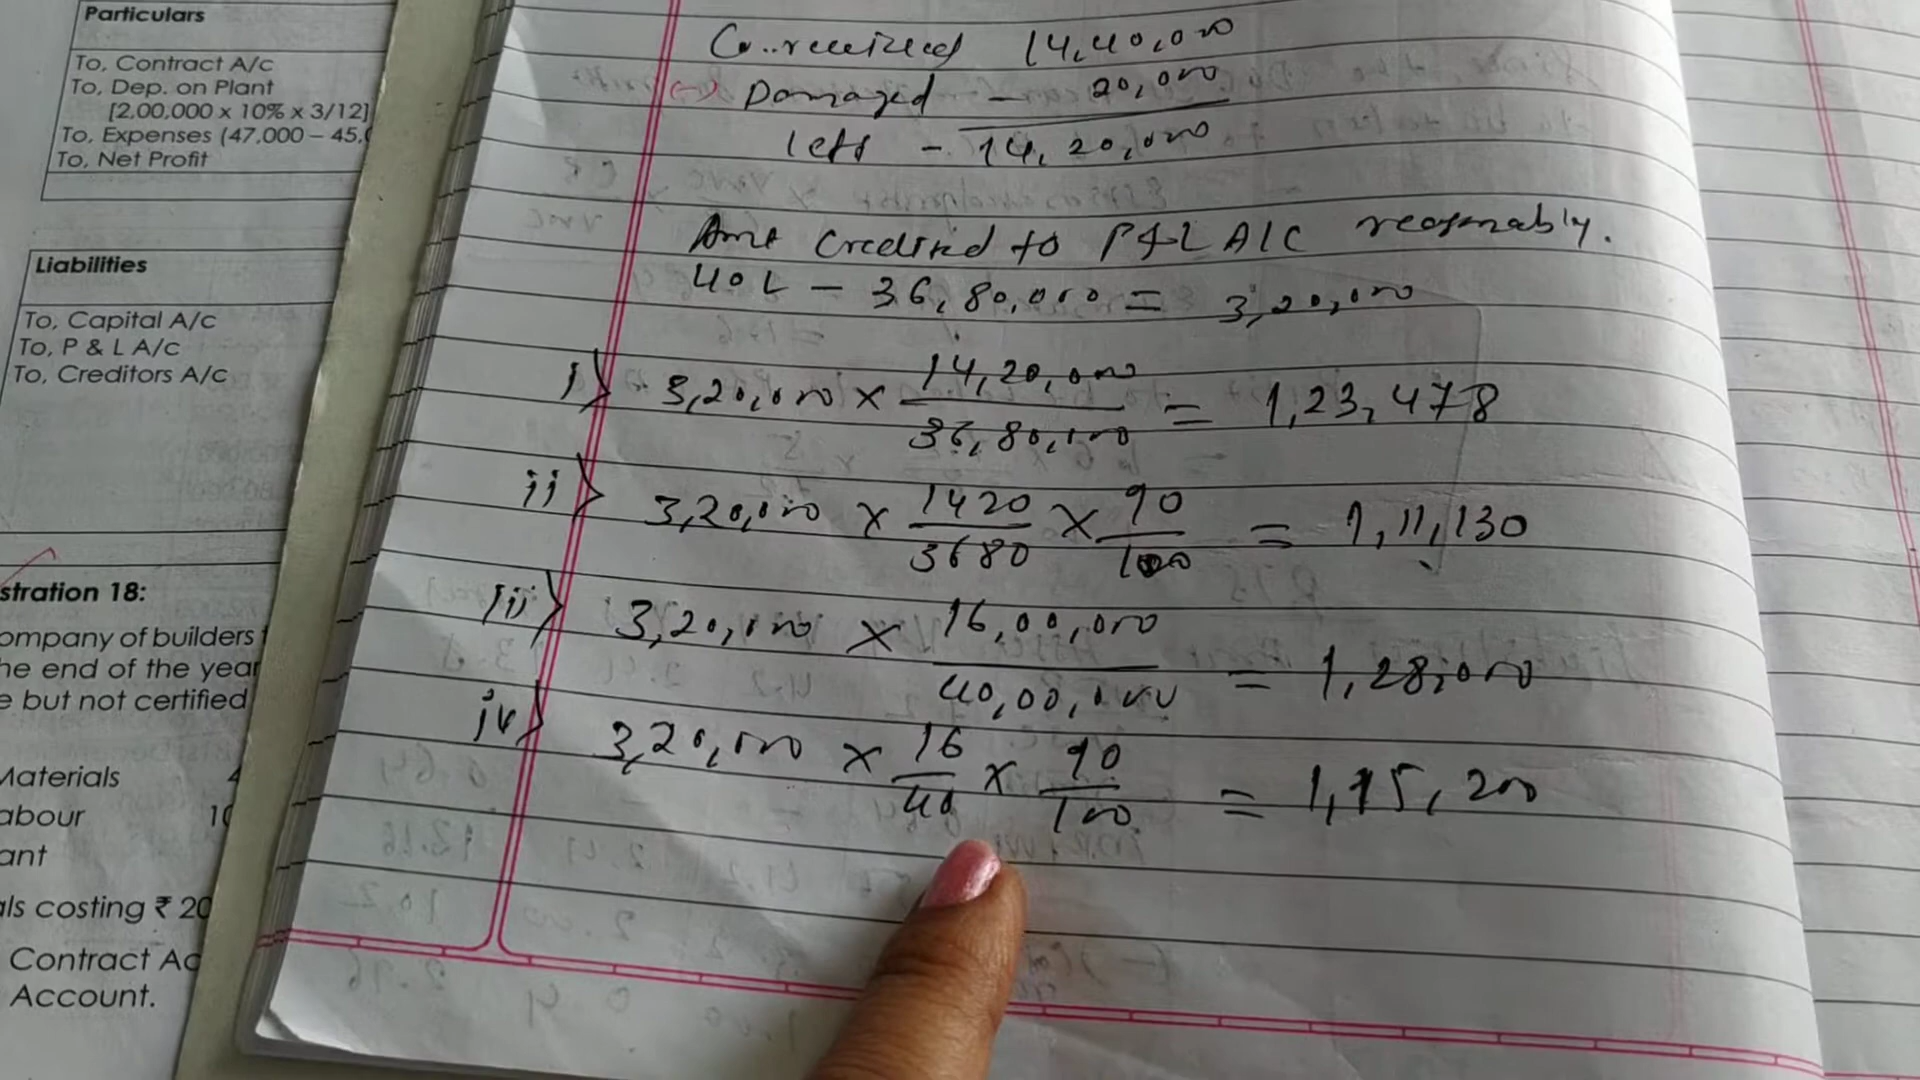 Particulars
To, Contract A/c
To, Dep. on Plant
[2,00,000 x 10% x 3/12]
To, Expenses (47,000 – 45,
To, Net Profit
Liabilities
To, Capital A/c
To, P & L A/c
To, Creditors A/c
stration 18:
ompany of builders
he end of the year
e but not certified
Materials 4
abour 10
ant
als costing ₹ 20
Contract Ac
Account.
14,40,000
(-) Damaged – 20,000
left – 14,20,000
Amt Credited to P&L A/C reasonably.
40L – 36,80,000 = 3,20,000
i) 3,20,000 × 14,20,000 / 36,80,000 = 1,23,478
ii) 3,20,000 × 1420/3680 × 90/100 = 1,11,130
iii) 3,20,000 × 16,00,000 / 40,00,000 = 1,28,000
iv) 3,20,000 × 16/40 × 90/100 = 1,15,200